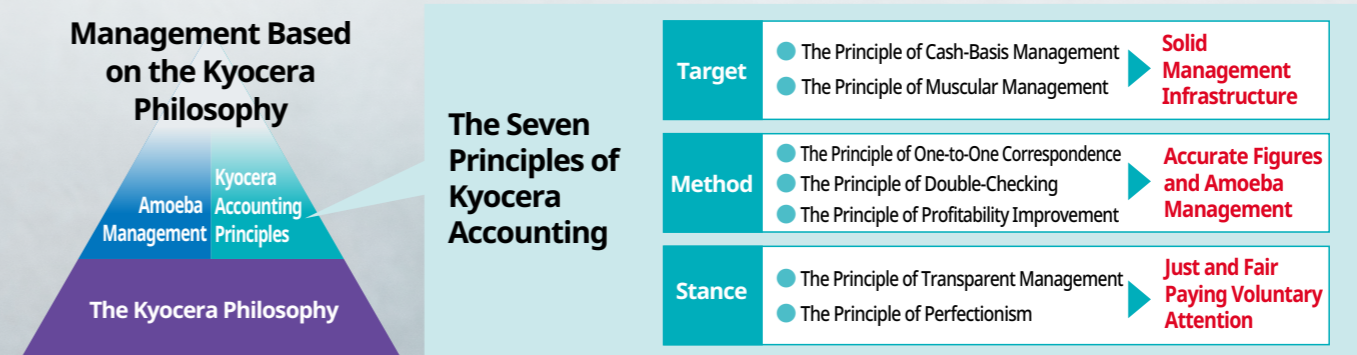 Management Based
on the Kyocera
Philosophy
Amoeba
Management
Kyocera
Accounting
Principles
The Kyocera Philosophy
The Seven
Principles of
Kyocera
Accounting
Target
The Principle of Cash-Basis Management
The Principle of Muscular Management
Solid
Management
Infrastructure
Method
The Principle of One-to-One Correspondence
The Principle of Double-Checking
The Principle of Profitability Improvement
Accurate Figures
and Amoeba
Management
Stance
The Principle of Transparent Management
The Principle of Perfectionism
Just and Fair
Paying Voluntary
Attention